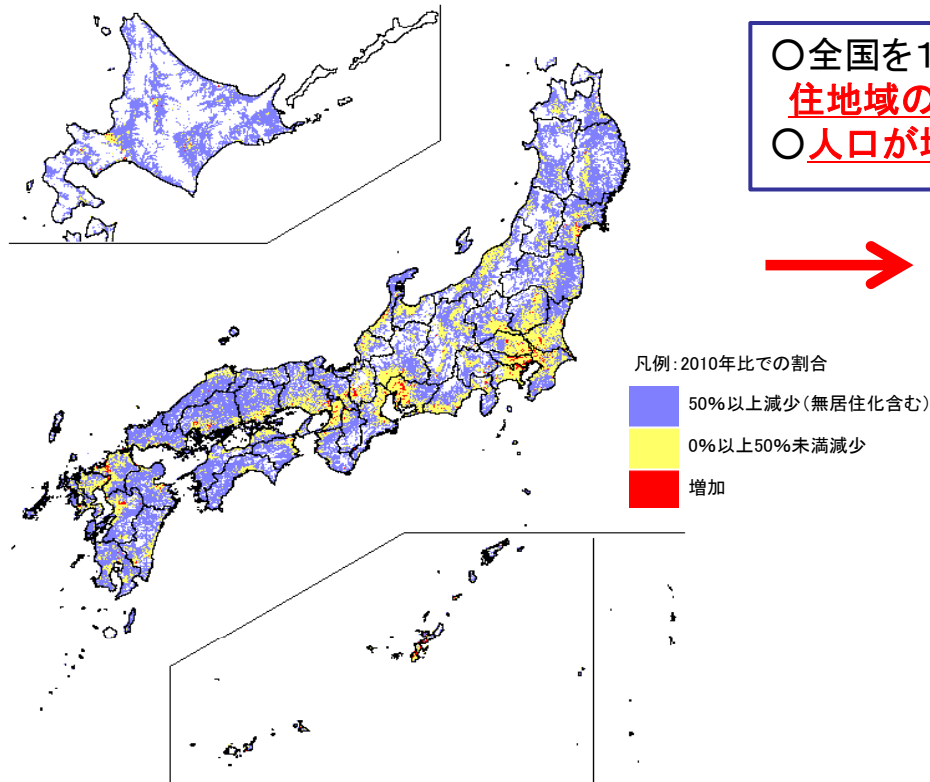 ○全国を1
住地域の
○人口が増
凡例:2010年比での割合
50%以上減少(無居住化含む)
0%以上50%未満減少
増加